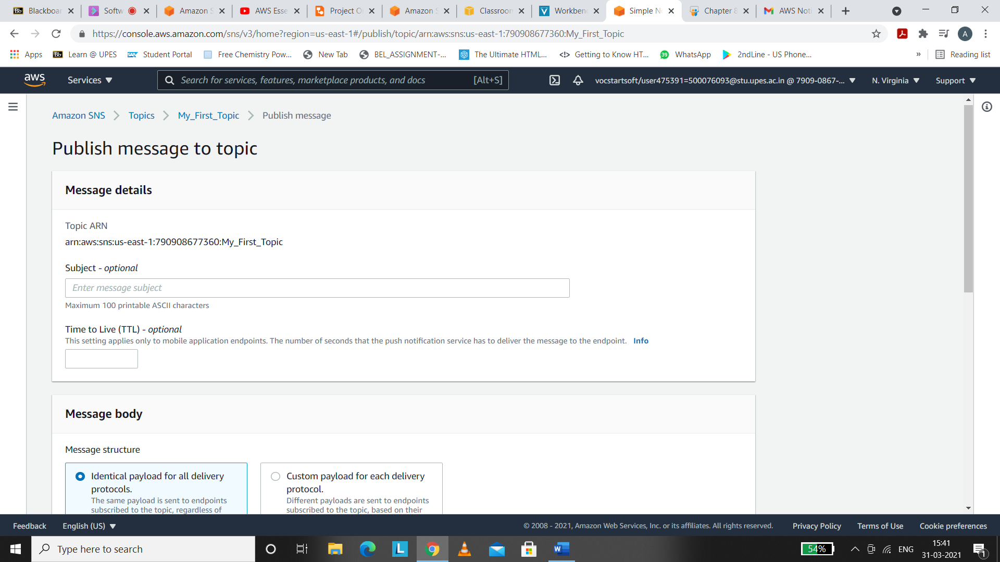 Blackboar
Softw
Amazon S
AWS Esse
Project O
Amazon S
Classroom
Workben
Simple N
Chapter 8
AWS Noti
https://console.aws.amazon.com/sns/v3/home?region=us-east-1#/publish/topic/arn:aws:sns:us-east-1:790908677360:My_First_Topic
A
Apps
Bb Learn @ UPES
SAP Student Portal
Free Chemistry Pow...
New Tab
BEL_ASSIGNMENT-...
The Ultimate HTML...
Getting to Know HT...
39 WhatsApp
2ndLine - US Phone...
»
Reading list
aws
Services
Search for services, features, marketplace products, and docs [Alt+S]
vocstartsoft/user475391=500076093@stu.upes.ac.in @ 7909-0867-...
N. Virginia
Support
Amazon SNS > Topics > My_First_Topic > Publish message
Publish message to topic
Message details
Topic ARN
arn:aws:sns:us-east-1:790908677360:My_First_Topic
Subject - optional
Enter message subject
Maximum 100 printable ASCII characters
Time to Live (TTL) - optional
This setting applies only to mobile application endpoints. The number of seconds that the push notification service has to deliver the message to the endpoint. Info
Message body
Message structure
Identical payload for all delivery
protocols.
The same payload is sent to endpoints
subscribed to the topic, regardless of
Custom payload for each delivery
protocol.
Different payloads are sent to endpoints
subscribed to the topic, based on their
Feedback
English (US)
© 2008 - 2021, Amazon Web Services, Inc. or its affiliates. All rights reserved.
Privacy Policy
Terms of Use
Cookie preferences
Type here to search
L
W
54%
ENG
15:41
31-03-2021
1